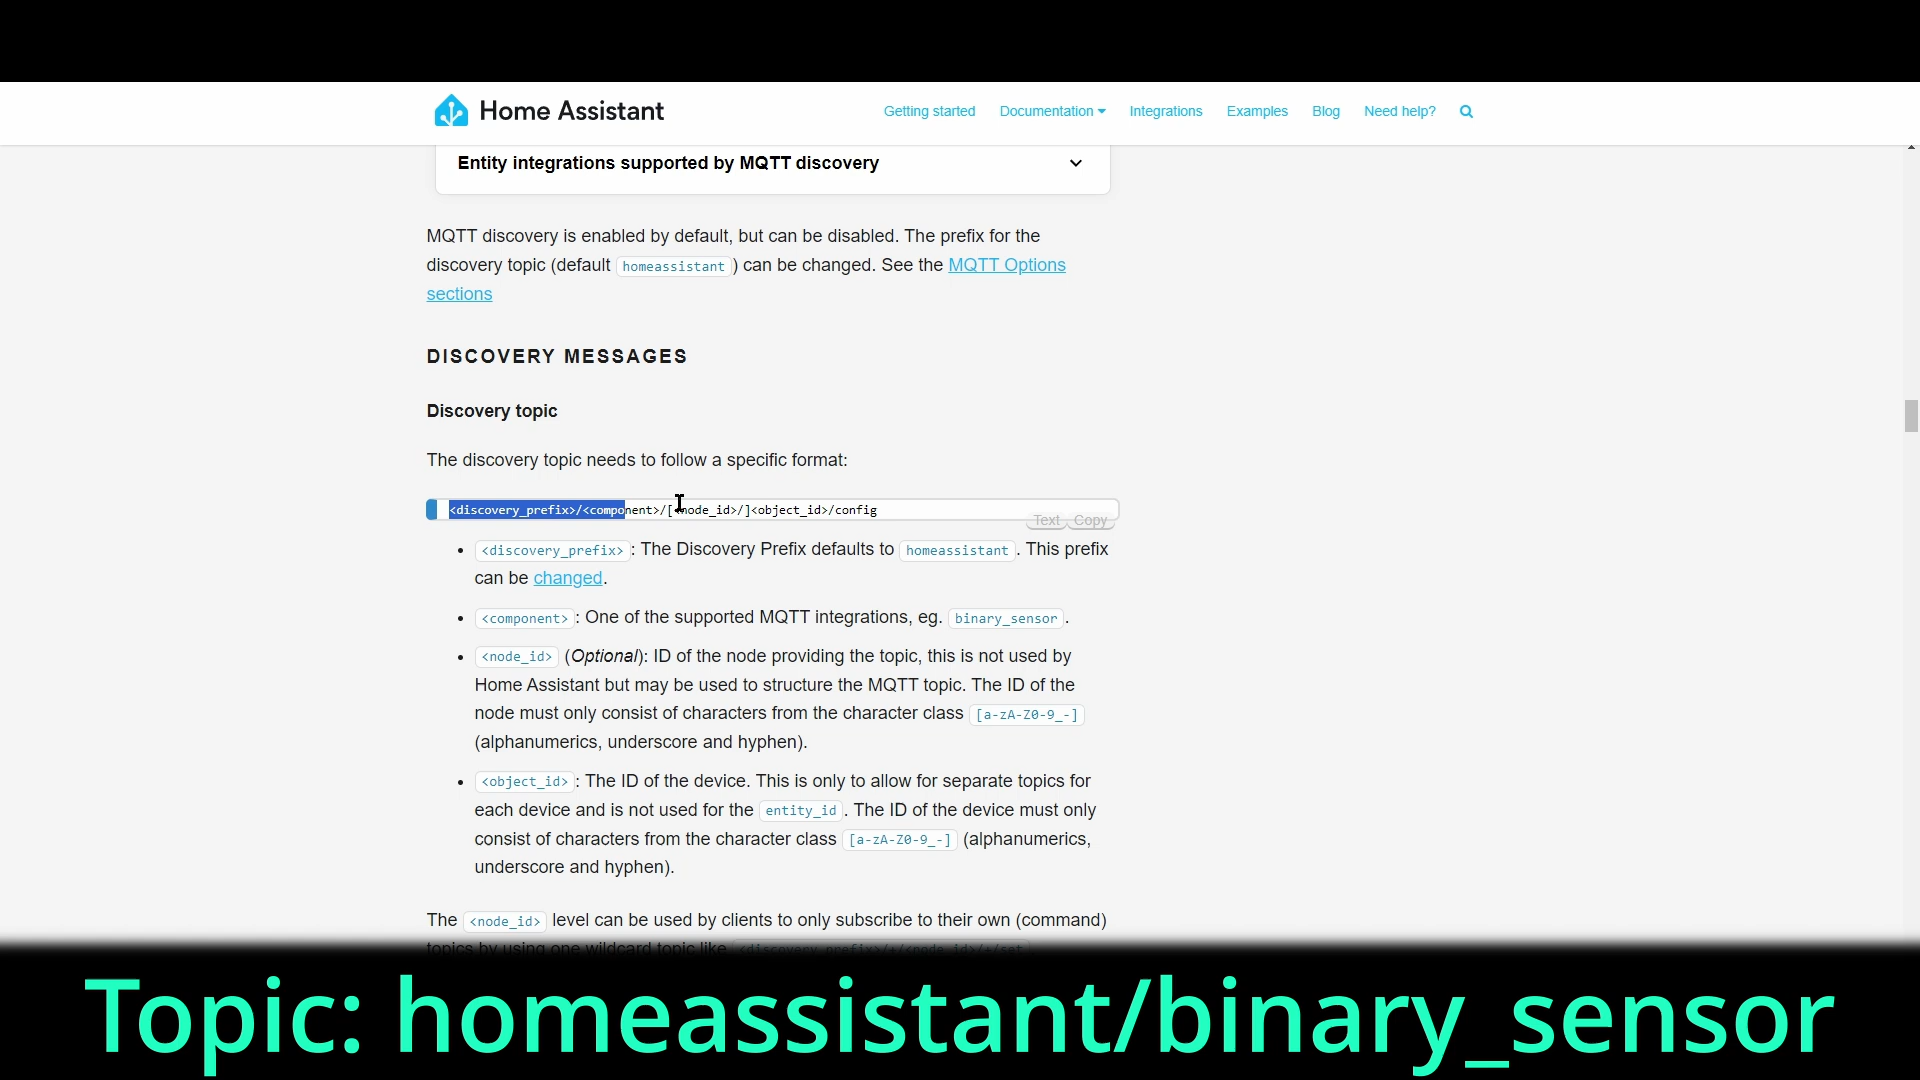 Home Assistant
Getting started Documentation Integrations Examples Blog Need help?
Entity integrations supported by MQTT discovery
MQTT discovery is enabled by default, but can be disabled. The prefix for the
discovery topic (default homeassistant) can be changed. See the MQTT Options
sections
DISCOVERY MESSAGES
Discovery topic
The discovery topic needs to follow a specific format:
<discovery_prefix>/<component>/[<node_id>/]<object_id>/config
Text Copy
• <discovery_prefix>: The Discovery Prefix defaults to homeassistant. This prefix
can be changed.
• <component>: One of the supported MQTT integrations, eg. binary_sensor.
• <node_id> (Optional): ID of the node providing the topic, this is not used by
Home Assistant but may be used to structure the MQTT topic. The ID of the
node must only consist of characters from the character class [a-zA-Z0-9_-]
(alphanumerics, underscore and hyphen).
• <object_id>: The ID of the device. This is only to allow for separate topics for
each device and is not used for the entity_id. The ID of the device must only
consist of characters from the character class [a-zA-Z0-9_-] (alphanumerics,
underscore and hyphen).
The <node_id> level can be used by clients to only subscribe to their own (command)
topics by using one wildcard topic like <discovery_prefix>/+/<node_id>/+/set
Topic: homeassistant/binary_sensor